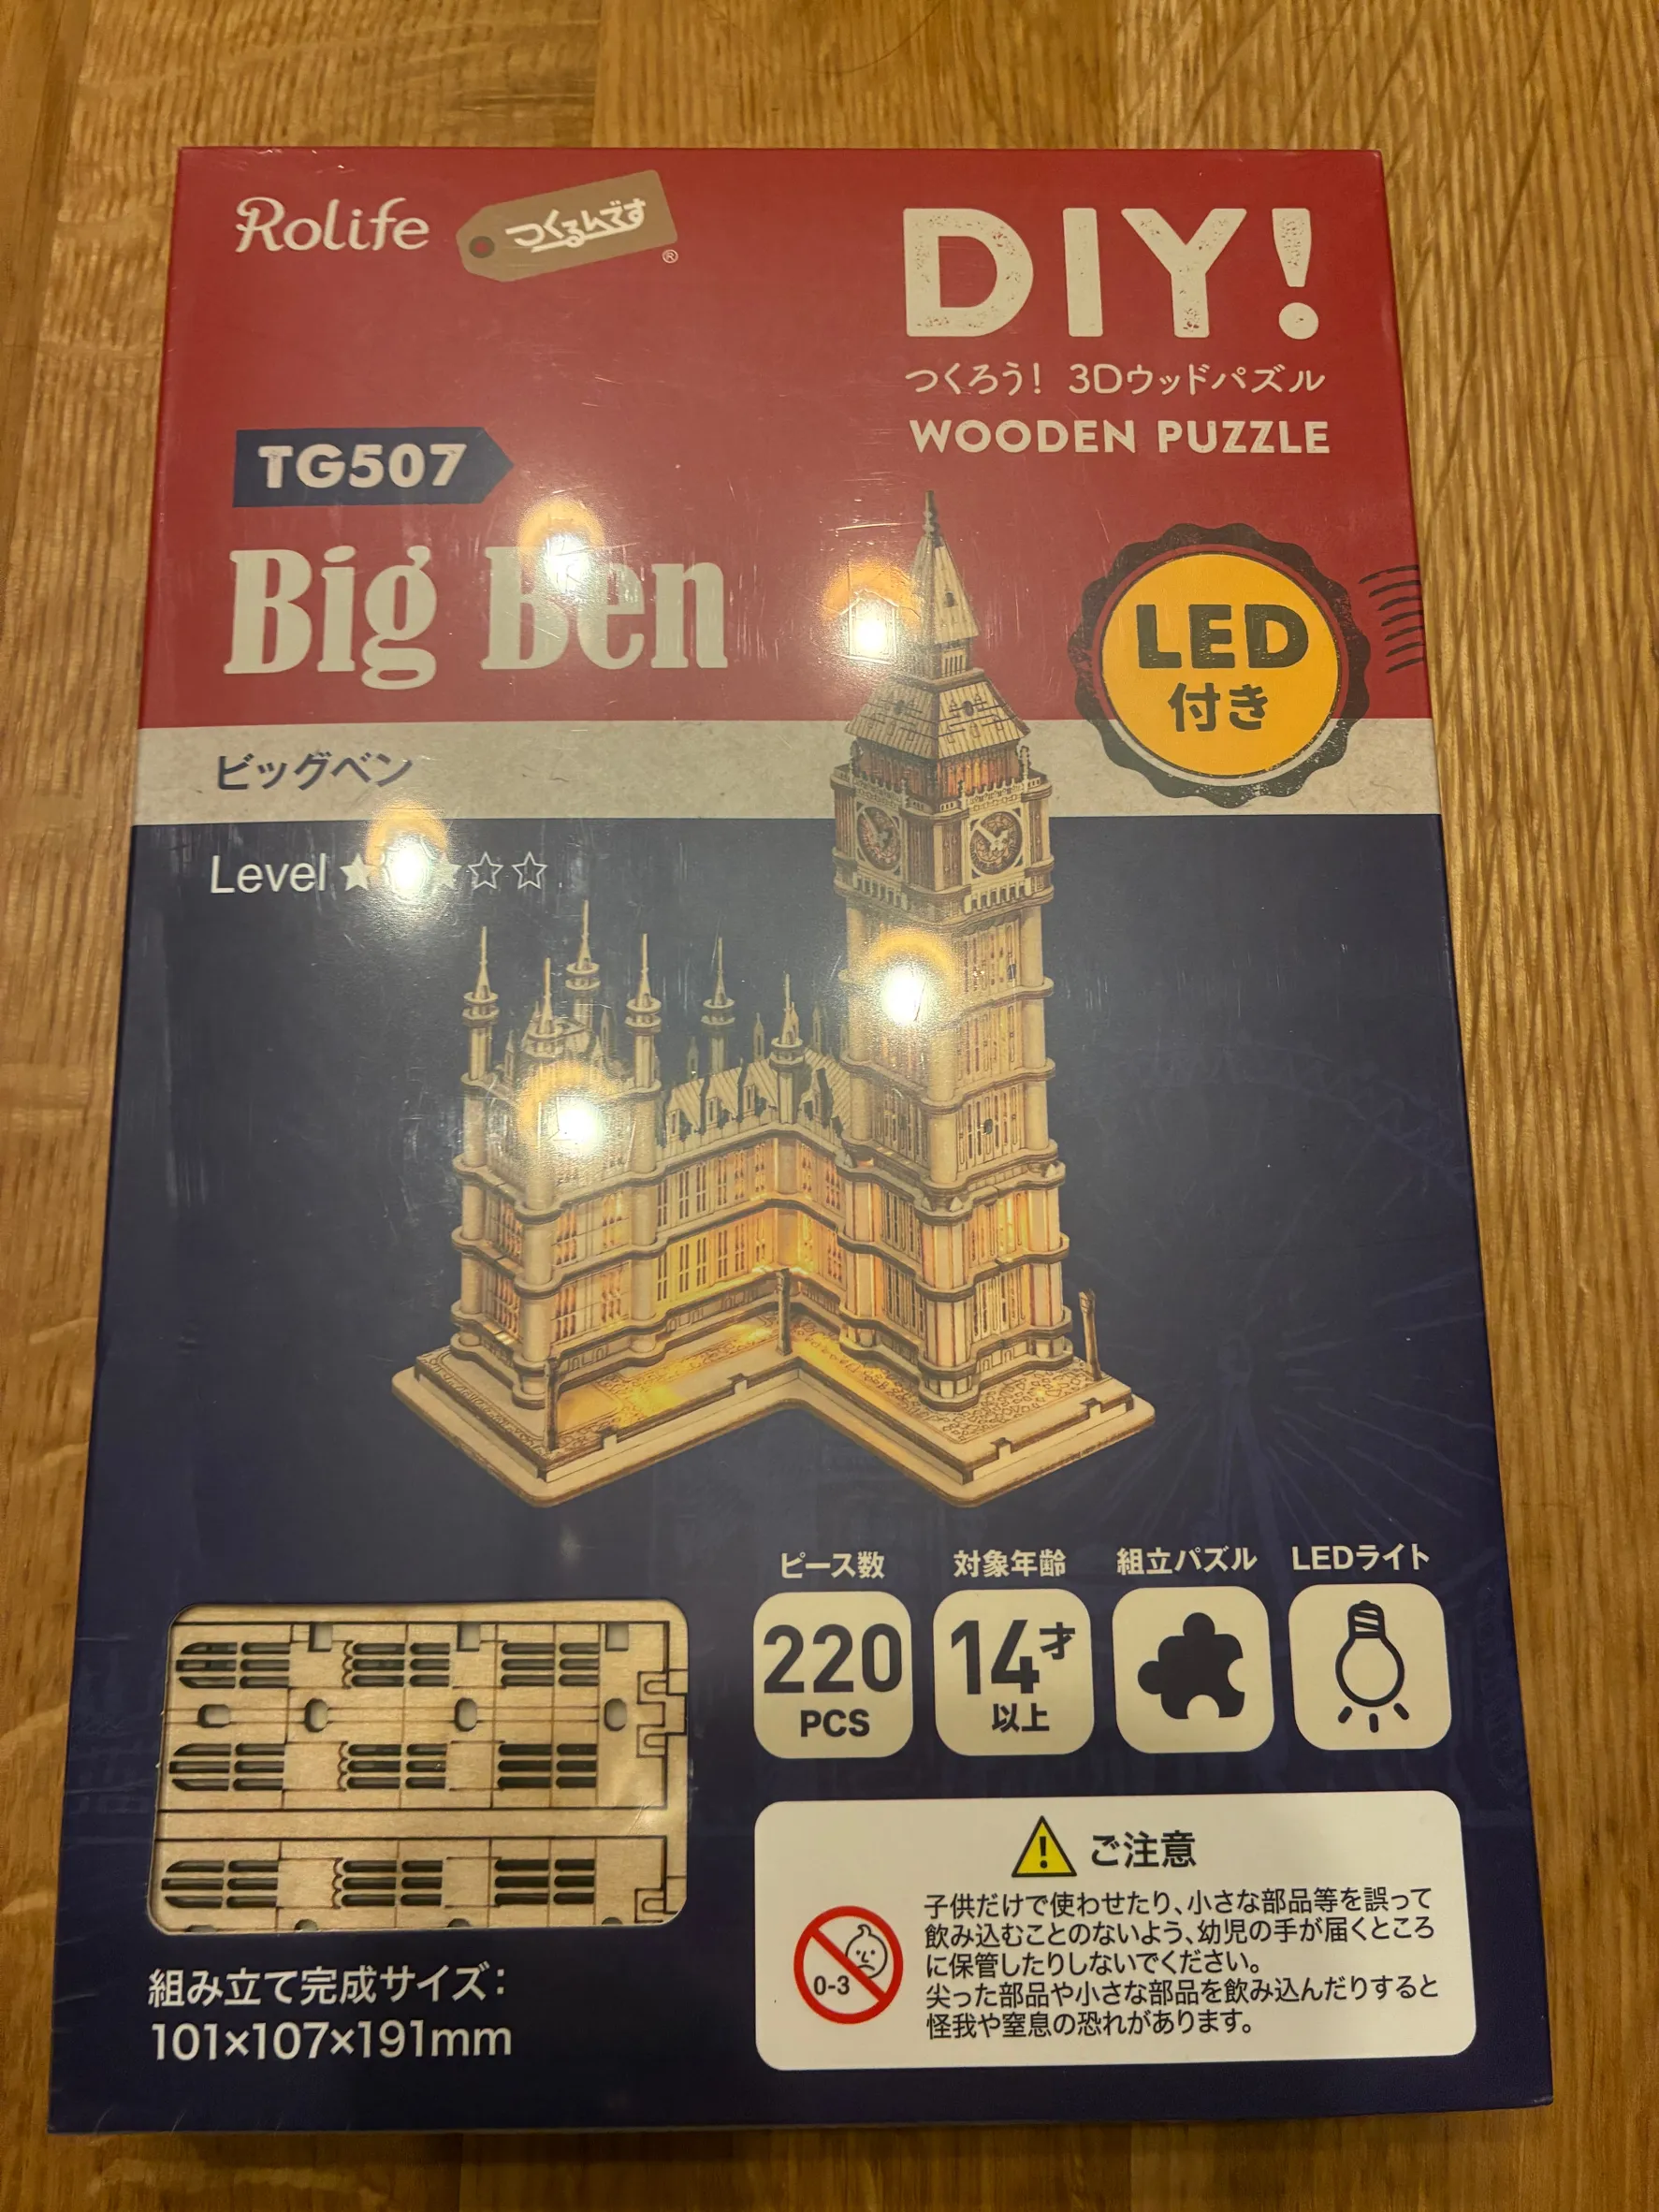 Rolife
つくるんです
®
DIY!
つくろう! 3Dウッドパズル
WOODEN PUZZLE
TG507
Big Ben
LED
付き
ビッグベン
Level ★★★☆☆
ピース数
220
PCS
対象年齢
14才
以上
組立パズル
LEDライト
組み立て完成サイズ：
101×107×191mm
ご注意
0-3
子供だけで使わせたり、小さな部品等を誤って
飲み込むことのないよう、幼児の手が届くところ
に保管したりしないでください。
尖った部品や小さな部品を飲み込んだりすると
怪我や窒息の恐れがあります。